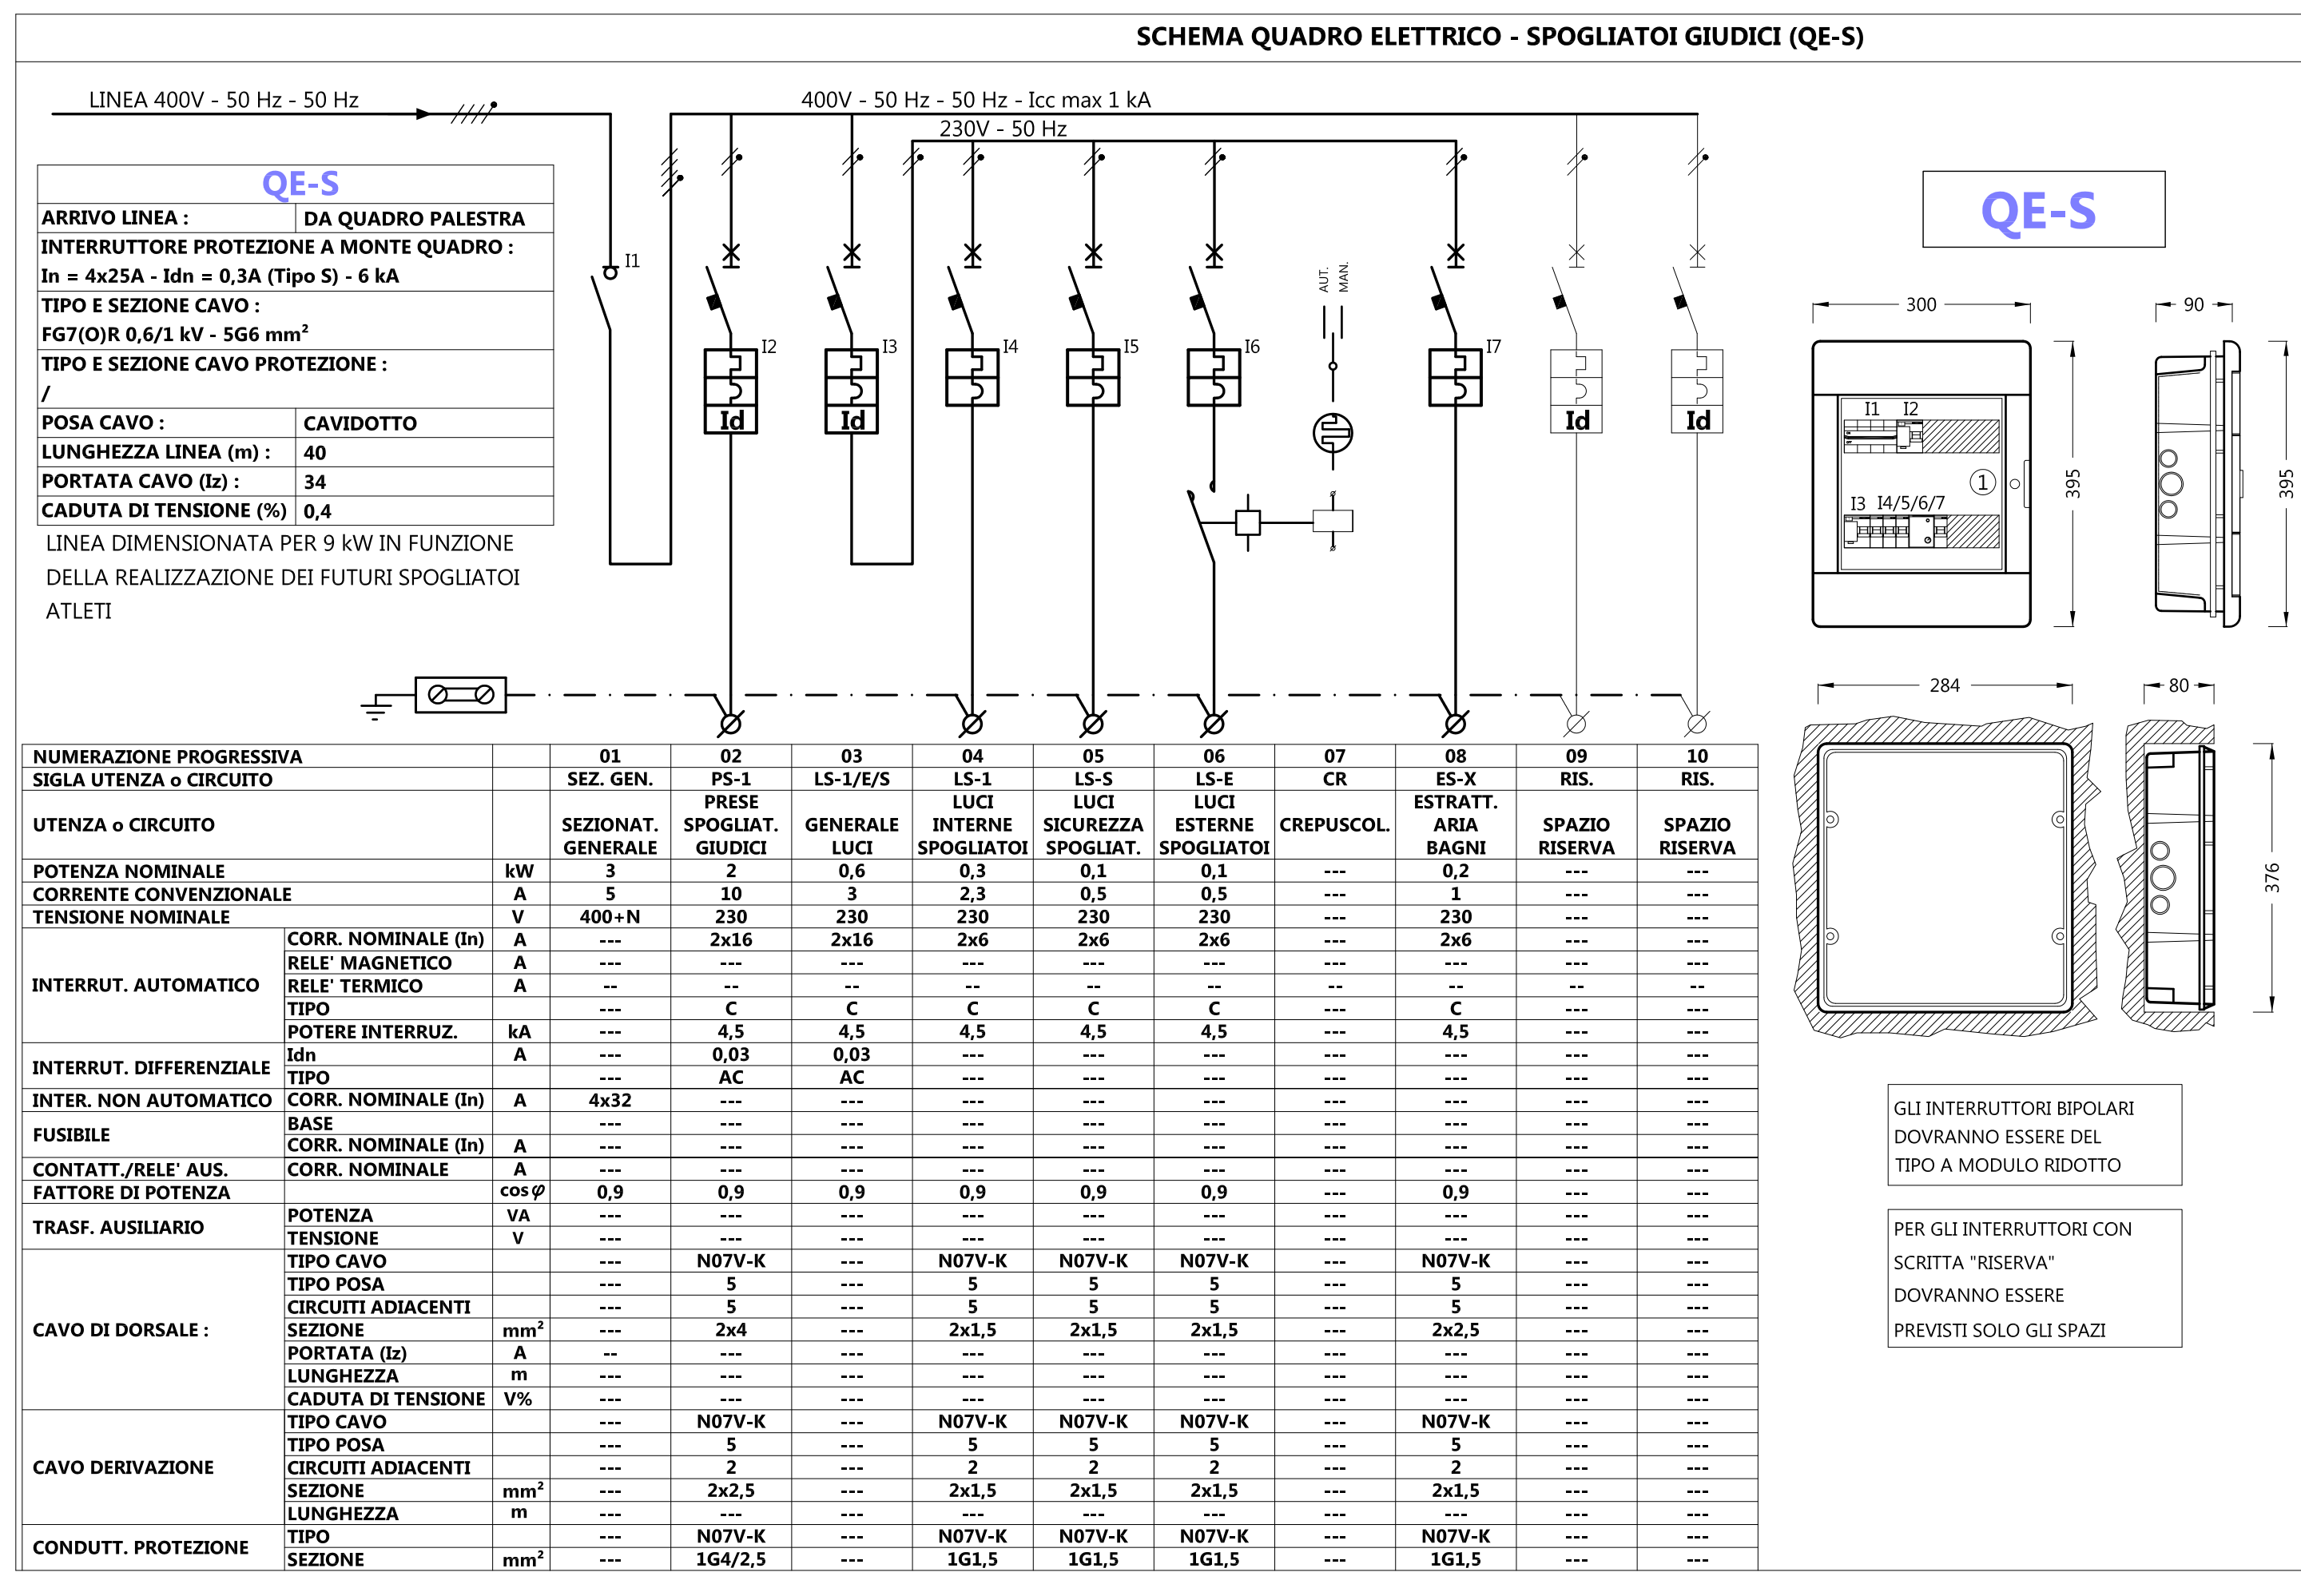 SCHEMA QUADRO ELETTRICO - SPOGLIATOI GIUDICI (QE-S)
LINEA 400V - 50 Hz - 50 Hz
400V - 50 Hz - 50 Hz - Icc max 1 kA
230V - 50 Hz
QE-S
ARRIVO LINEA : DA QUADRO PALESTRA
INTERRUTTORE PROTEZIONE A MONTE QUADRO :
In = 4x25A - Idn = 0,3A (Tipo S) - 6 kA
TIPO E SEZIONE CAVO :
FG7(O)R 0,6/1 kV - 5G6 mm²
TIPO E SEZIONE CAVO PROTEZIONE :
/
POSA CAVO : CAVIDOTTO
LUNGHEZZA LINEA (m) : 40
PORTATA CAVO (Iz) : 34
CADUTA DI TENSIONE (%) 0,4
LINEA DIMENSIONATA PER 9 kW IN FUNZIONE
DELLA REALIZZAZIONE DEI FUTURI SPOGLIATOI
ATLETI
I1
I2 I3 I4 I5 I6 I7
AUT.
MAN.
Id Id Id Id
QE-S
300 90
395 395
I1 I2
1
I3 I4/5/6/7
284 80
376
NUMERAZIONE PROGRESSIVA 01 02 03 04 05 06 07 08 09 10
SIGLA UTENZA o CIRCUITO SEZ. GEN. PS-1 LS-1/E/S LS-1 LS-S LS-E CR ES-X RIS. RIS.
PRESE LUCI LUCI LUCI ESTRATT.
UTENZA o CIRCUITO SEZIONAT. SPOGLIAT. GENERALE INTERNE SICUREZZA ESTERNE CREPUSCOL. ARIA SPAZIO SPAZIO
GENERALE GIUDICI LUCI SPOGLIATOI SPOGLIAT. SPOGLIATOI BAGNI RISERVA RISERVA
POTENZA NOMINALE kW 3 2 0,6 0,3 0,1 0,1 --- 0,2 --- ---
CORRENTE CONVENZIONALE A 5 10 3 2,3 0,5 0,5 --- 1 --- ---
TENSIONE NOMINALE V 400+N 230 230 230 230 230 --- 230 --- ---
INTERRUT. AUTOMATICO
CORR. NOMINALE (In) A --- 2x16 2x16 2x6 2x6 2x6 --- 2x6 --- ---
RELE' MAGNETICO A --- --- --- --- --- --- --- --- --- ---
RELE' TERMICO A -- -- -- -- -- -- -- -- -- --
TIPO --- C C C C C --- C --- ---
POTERE INTERRUZ. kA --- 4,5 4,5 4,5 4,5 4,5 --- 4,5 --- ---
INTERRUT. DIFFERENZIALE
Idn A --- 0,03 0,03 --- --- --- --- --- --- ---
TIPO --- AC AC --- --- --- --- --- --- ---
INTER. NON AUTOMATICO CORR. NOMINALE (In) A 4x32 --- --- --- --- --- --- --- --- ---
FUSIBILE
BASE --- --- --- --- --- --- --- --- --- ---
CORR. NOMINALE (In) A --- --- --- --- --- --- --- --- --- ---
CONTATT./RELE' AUS. CORR. NOMINALE A --- --- --- --- --- --- --- --- --- ---
FATTORE DI POTENZA cosφ 0,9 0,9 0,9 0,9 0,9 0,9 --- 0,9 --- ---
TRASF. AUSILIARIO
POTENZA VA --- --- --- --- --- --- --- --- --- ---
TENSIONE V --- --- --- --- --- --- --- --- --- ---
CAVO DI DORSALE :
TIPO CAVO --- N07V-K --- N07V-K N07V-K N07V-K --- N07V-K --- ---
TIPO POSA --- 5 --- 5 5 5 --- 5 --- ---
CIRCUITI ADIACENTI --- 5 --- 5 5 5 --- 5 --- ---
SEZIONE mm² --- 2x4 --- 2x1,5 2x1,5 2x1,5 --- 2x2,5 --- ---
PORTATA (Iz) A -- --- --- --- --- --- --- --- --- ---
LUNGHEZZA m --- --- --- --- --- --- --- --- --- ---
CADUTA DI TENSIONE V% --- --- --- --- --- --- --- --- --- ---
CAVO DERIVAZIONE
TIPO CAVO --- N07V-K --- N07V-K N07V-K N07V-K --- N07V-K --- ---
TIPO POSA --- 5 --- 5 5 5 --- 5 --- ---
CIRCUITI ADIACENTI --- 2 --- 2 2 2 --- 2 --- ---
SEZIONE mm² --- 2x2,5 --- 2x1,5 2x1,5 2x1,5 --- 2x1,5 --- ---
LUNGHEZZA m --- --- --- --- --- --- --- --- --- ---
CONDUTT. PROTEZIONE
TIPO --- N07V-K --- N07V-K N07V-K N07V-K --- N07V-K --- ---
SEZIONE mm² --- 1G4/2,5 --- 1G1,5 1G1,5 1G1,5 --- 1G1,5 --- ---
GLI INTERRUTTORI BIPOLARI
DOVRANNO ESSERE DEL
TIPO A MODULO RIDOTTO
PER GLI INTERRUTTORI CON
SCRITTA "RISERVA"
DOVRANNO ESSERE
PREVISTI SOLO GLI SPAZI